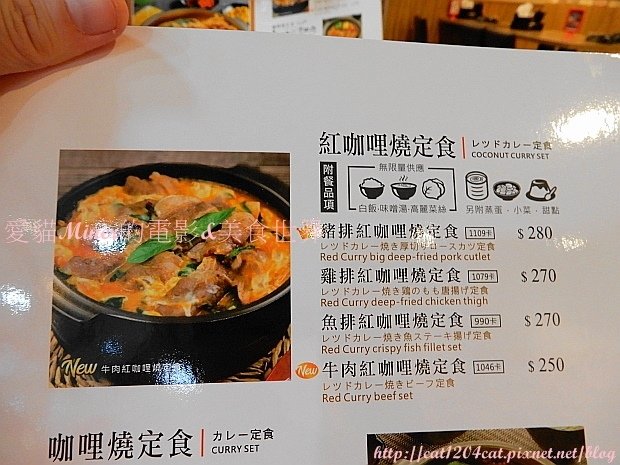 紅咖哩燒定食
レツドカレー定食
COCONUT CURRY SET
附餐品項
無限量供應
白飯·味噌湯·高麗菜絲
另附蒸蛋·小菜·甜點
豬排紅咖哩燒定食 1109卡 $280
レツドカレー焼き厚切りロースカツ定食
Red Curry big deep-fried pork cutlet
雞排紅咖哩燒定食 1079卡 $270
レツドカレー焼き鶏のもも唐揚げ定食
Red Curry deep-fried chicken thigh
魚排紅咖哩燒定食 990卡 $270
レツドカレー焼き魚ステーキ揚げ定食
Red Curry crispy fish fillet set
New 牛肉紅咖哩燒定食 1046卡 $250
レツドカレー焼きビーフ定食
Red Curry beef set
New 牛肉紅咖哩燒定食
咖哩燒定食
カレー定食
CURRY SET
http://cat1204cat.pixnet.net/blog